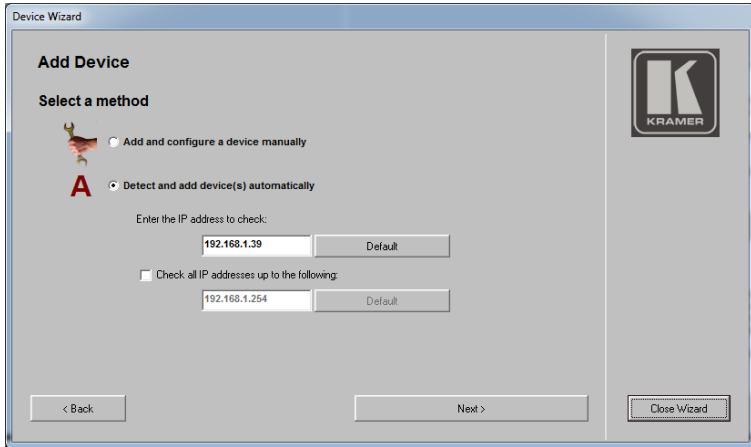 Device Wizard
Add Device
Select a method
Add and configure a device manually
A Detect and add device(s) automatically
Enter the IP address to check:
192.168.1.39 Default
Check all IP addresses up to the following:
192.168.1.254 Default
< Back Next > Close Wizard
K
KRAMER